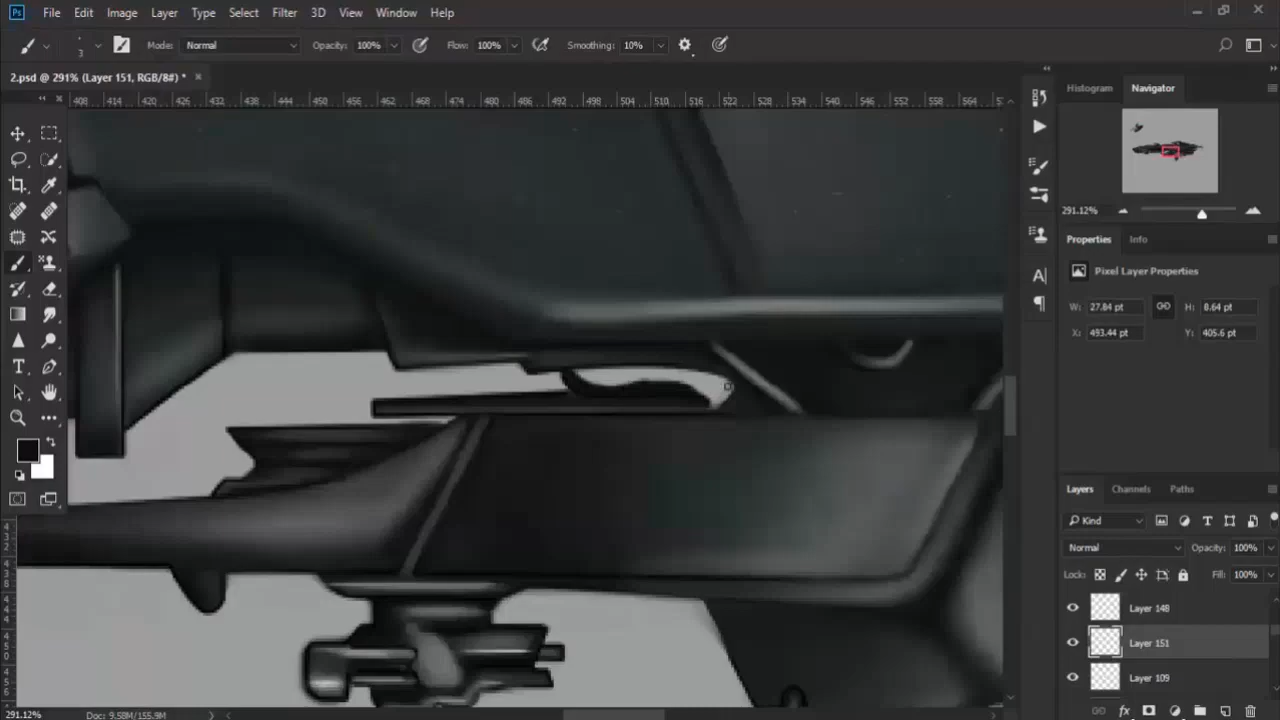 Ps File Edit Image Layer Type Select Filter 3D View Window Help
3 Mode: Normal Opacity: 100% Flow: 100% Smoothing: 10%
2.psd @ 291% (Layer 151, RGB/8#) *
408 414 420 426 432 444 450 456 462 468 474 480 486 492 498 504 510 516 522 528 534 540 546 552 558 564
Histogram Navigator
291.12%
Properties Info
Pixel Layer Properties
W: 27.84 pt H: 8.64 pt
X: 493.44 pt Y: 405.6 pt
Layers Channels Paths
Kind
Normal Opacity: 100%
Lock: Fill: 100%
Layer 148
Layer 151
Layer 109
291.12% Doc: 9.58M/155.9M